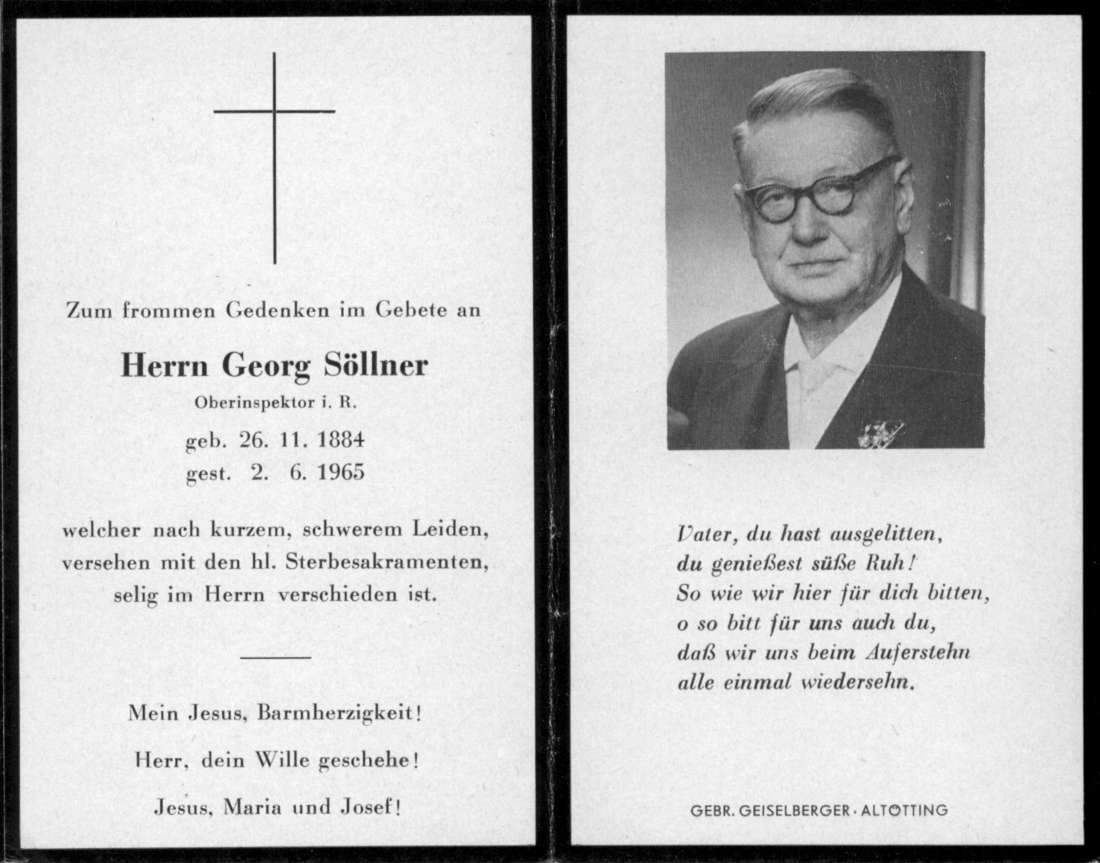 Zum frommen Gedenken im Gebete an
Herrn Georg Söllner
Oberinspektor i. R.
geb. 26. 11. 1884
gest. 2. 6. 1965
welcher nach kurzem, schwerem Leiden,
versehen mit den hl. Sterbesakramenten,
selig im Herrn verschieden ist.
Mein Jesus, Barmherzigkeit!
Herr, dein Wille geschehe!
Jesus, Maria und Josef!
Vater, du hast ausgelitten,
du genießest süße Ruh!
So wie wir hier für dich bitten,
o so bitt für uns auch du,
daß wir uns beim Auferstehn
alle einmal wiedersehn.
GEBR. GEISELBERGER · ALTÖTTING